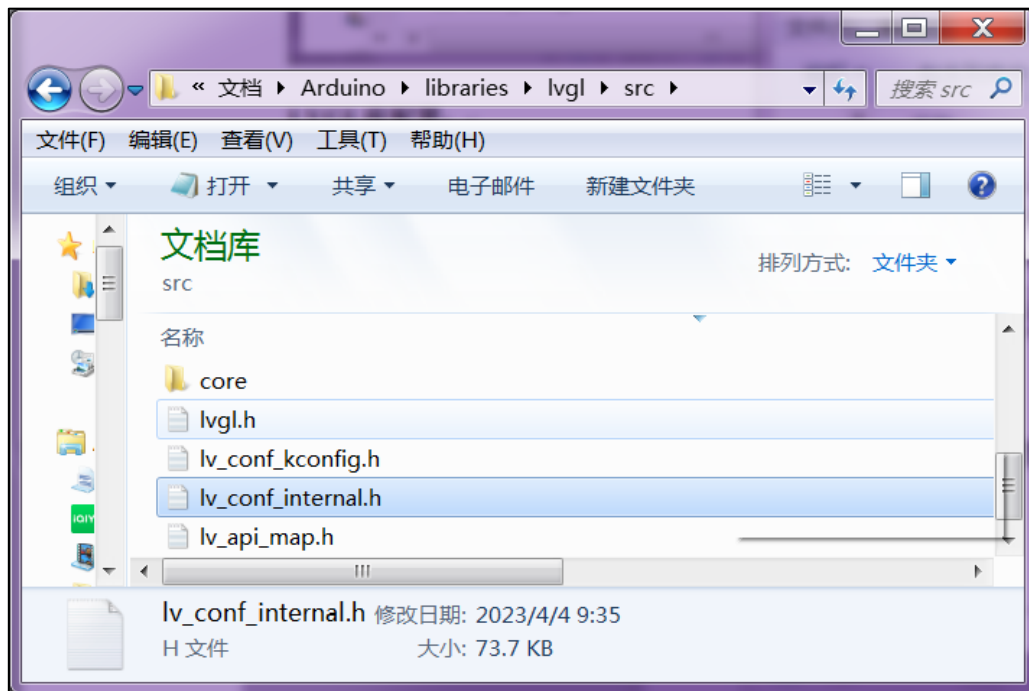 « 文档 Arduino libraries lvgl src 搜索 src
文件(F) 编辑(E) 查看(V) 工具(T) 帮助(H)
组织 打开 共享 电子邮件 新建文件夹
文档库
排列方式: 文件夹
src
名称
core
lvgl.h
lv_conf_kconfig.h
lv_conf_internal.h
lv_api_map.h
lv_conf_internal.h 修改日期: 2023/4/4 9:35
H 文件 大小: 73.7 KB